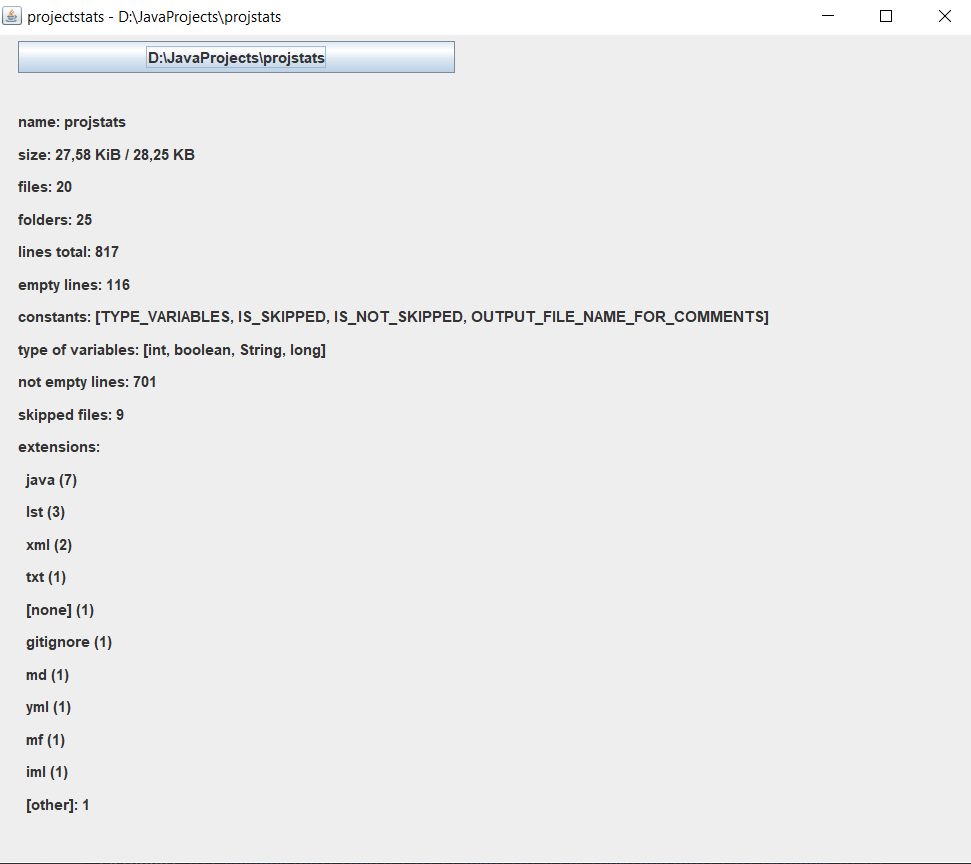 projectstats - D:\JavaProjects\projstats
D:\JavaProjects\projstats
name: projstats
size: 27,58 KiB / 28,25 KB
files: 20
folders: 25
lines total: 817
empty lines: 116
constants: [TYPE_VARIABLES, IS_SKIPPED, IS_NOT_SKIPPED, OUTPUT_FILE_NAME_FOR_COMMENTS]
type of variables: [int, boolean, String, long]
not empty lines: 701
skipped files: 9
extensions:
java (7)
lst (3)
xml (2)
txt (1)
[none] (1)
gitignore (1)
md (1)
yml (1)
mf (1)
iml (1)
[other]: 1